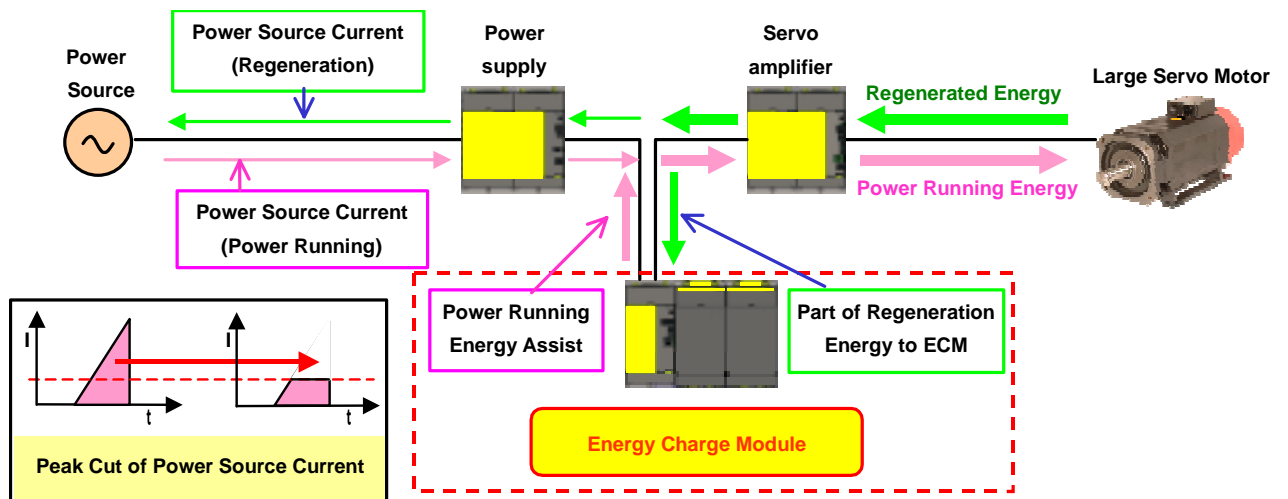 Power Source Current
(Regeneration)
Power
Source
Power
supply
Servo
amplifier
Large Servo Motor
Regenerated Energy
Power Running Energy
Power Source Current
(Power Running)
Power Running
Energy Assist
Part of Regeneration
Energy to ECM
I
t
I
t
Peak Cut of Power Source Current
Energy Charge Module